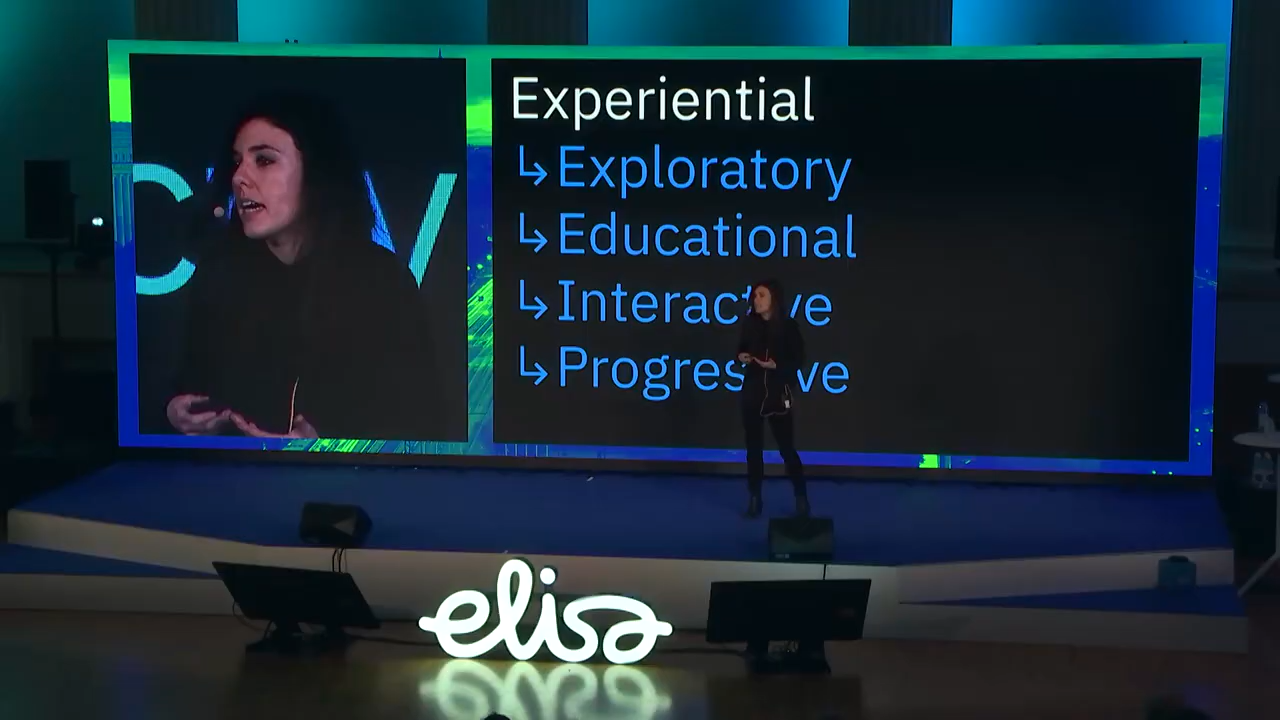 Experiential
↳Exploratory
↳Educational
↳Interactive
↳Progressive
elisa